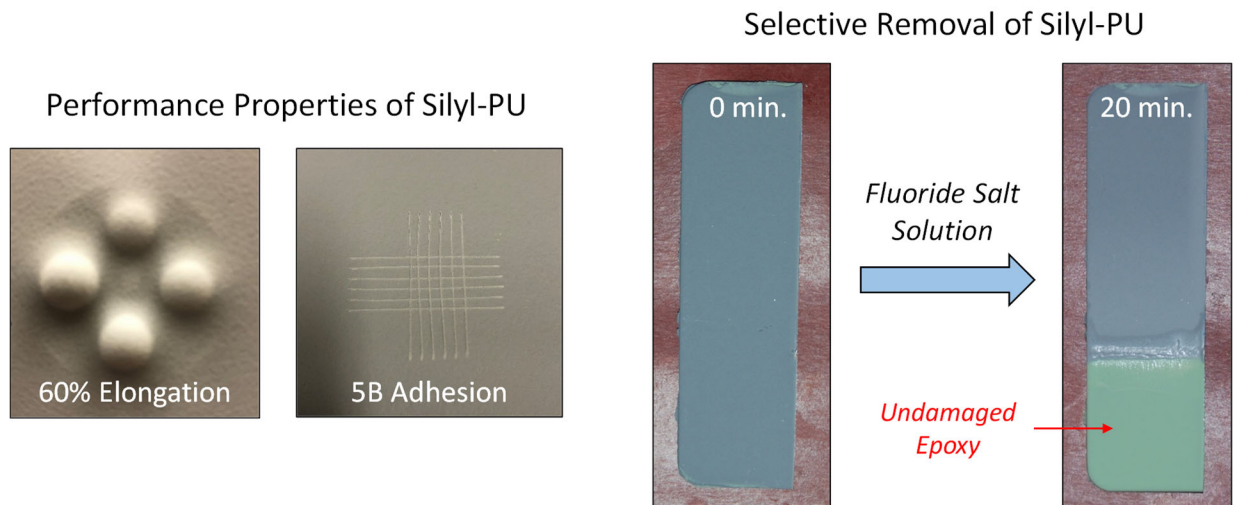 Performance Properties of Silyl-PU
60% Elongation
5B Adhesion
Selective Removal of Silyl-PU
0 min.
Fluoride Salt
Solution
20 min.
Undamaged
Epoxy